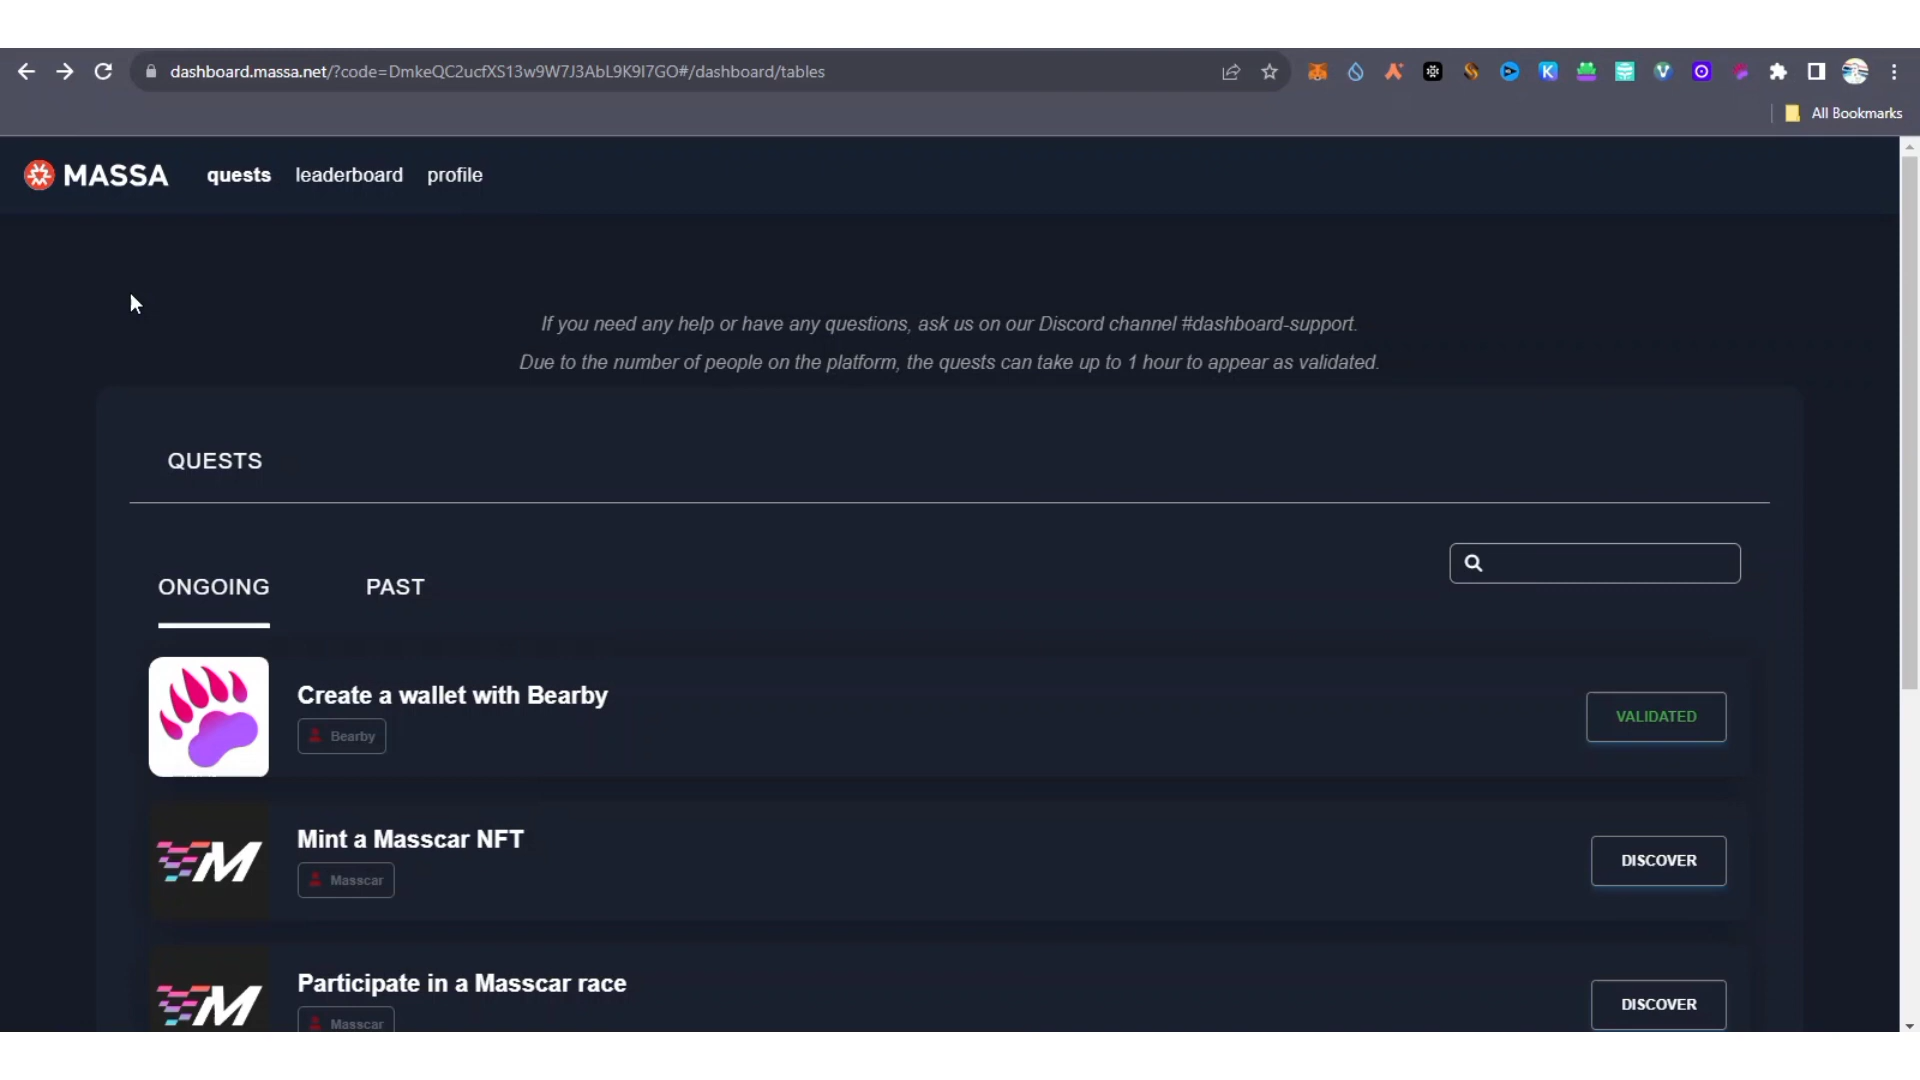 dashboard.massa.net/?code=DmkeQC2ucfXS13w9W7J3AbL9K9I7GO#/dashboard/tables
All Bookmarks
MASSA quests leaderboard profile
If you need any help or have any questions, ask us on our Discord channel #dashboard-support.
Due to the number of people on the platform, the quests can take up to 1 hour to appear as validated.
QUESTS
ONGOING PAST
Create a wallet with Bearby
Bearby
VALIDATED
Mint a Masscar NFT
Masscar
DISCOVER
Participate in a Masscar race
Masscar
DISCOVER